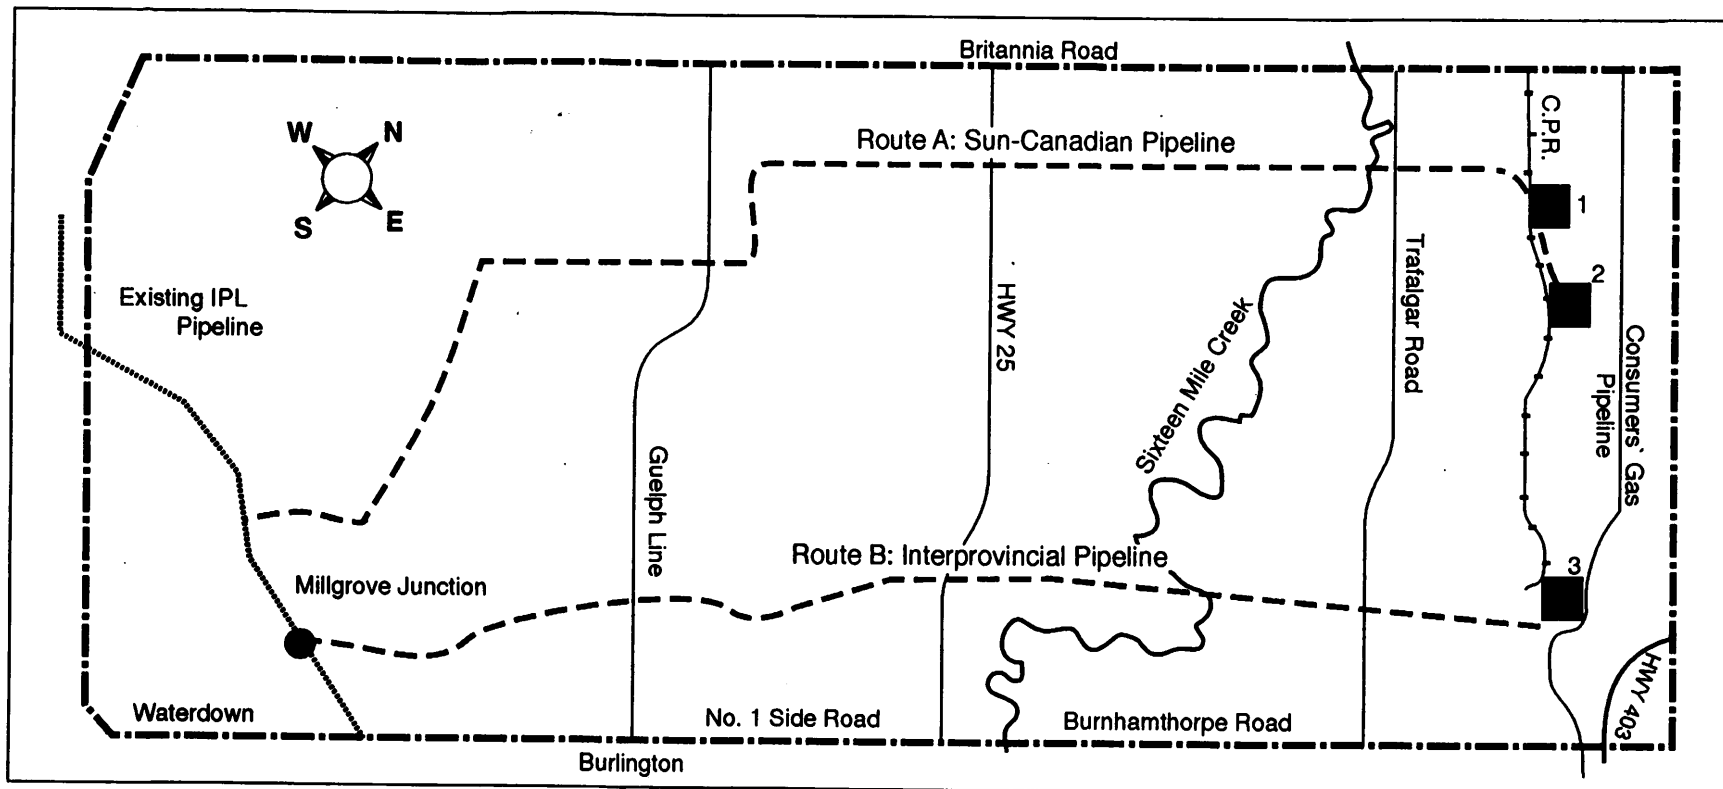 Britannia Road
C.P.R.
W
N
S
E
Route A: Sun-Canadian Pipeline
1
2
Existing IPL
Pipeline
HWY 25
Trafalgar Road
Sixteen Mile Creek
Consumers` Gas
Pipeline
Guelph Line
Route B: Interprovincial Pipeline
3
Millgrove Junction
HWY 403
Waterdown
No. 1 Side Road
Burnhamthorpe Road
Burlington